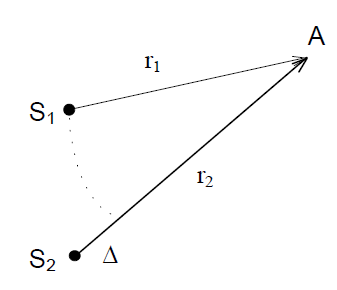 A
r₁
S₁
r₂
S₂
Δ